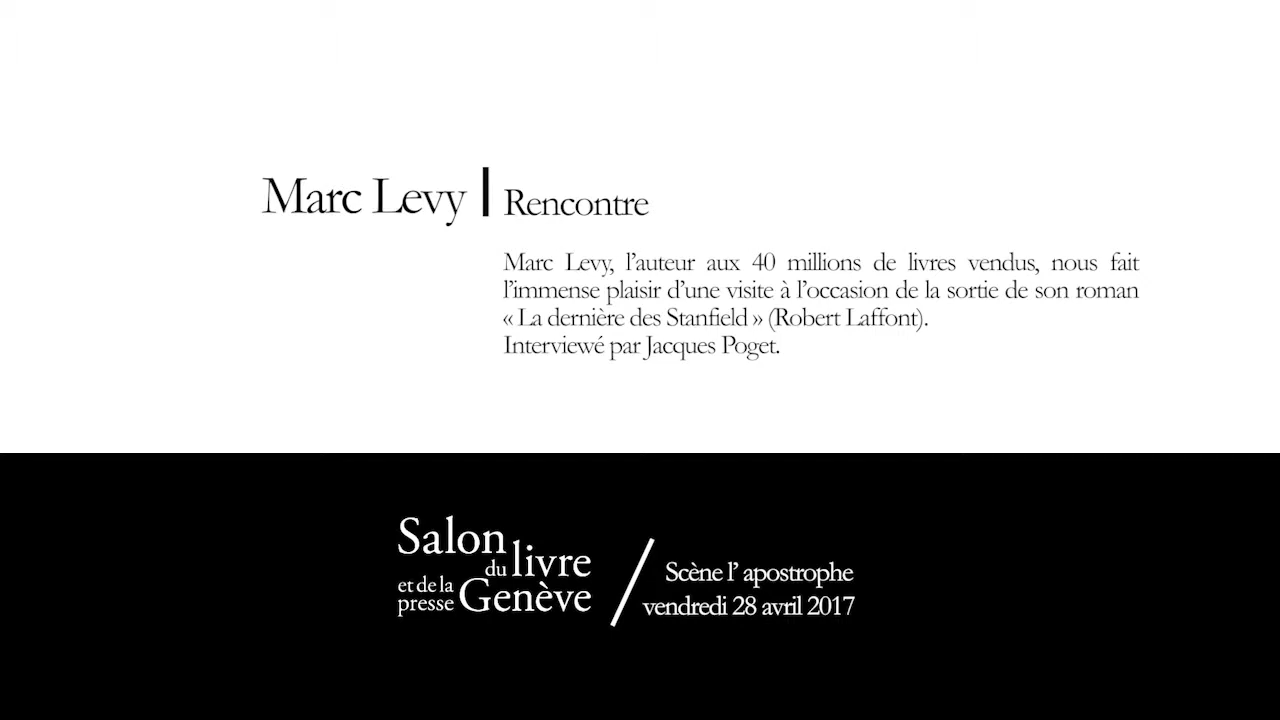 Marc Levy | Rencontre
Marc Levy, l’auteur aux 40 millions de livres vendus, nous fait
l’immense plaisir d’une visite à l’occasion de la sortie de son roman
« La dernière des Stanfield » (Robert Laffont).
Interviewé par Jacques Poget.
Salon
du livre
et de la
presse Genève
Scène l’ apostrophe
vendredi 28 avril 2017